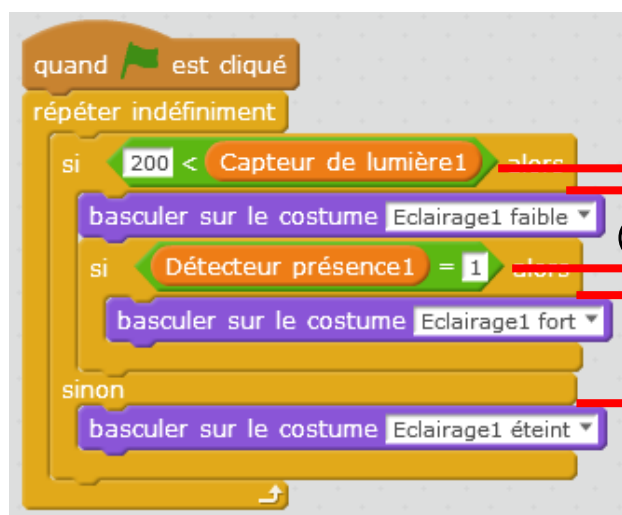 quand est cliqué
répéter indéfiniment
si 200 < Capteur de lumière1 alors
basculer sur le costume Eclairage1 faible
si Détecteur présence1 = 1 alors
basculer sur le costume Eclairage1 fort
sinon
basculer sur le costume Eclairage1 éteint